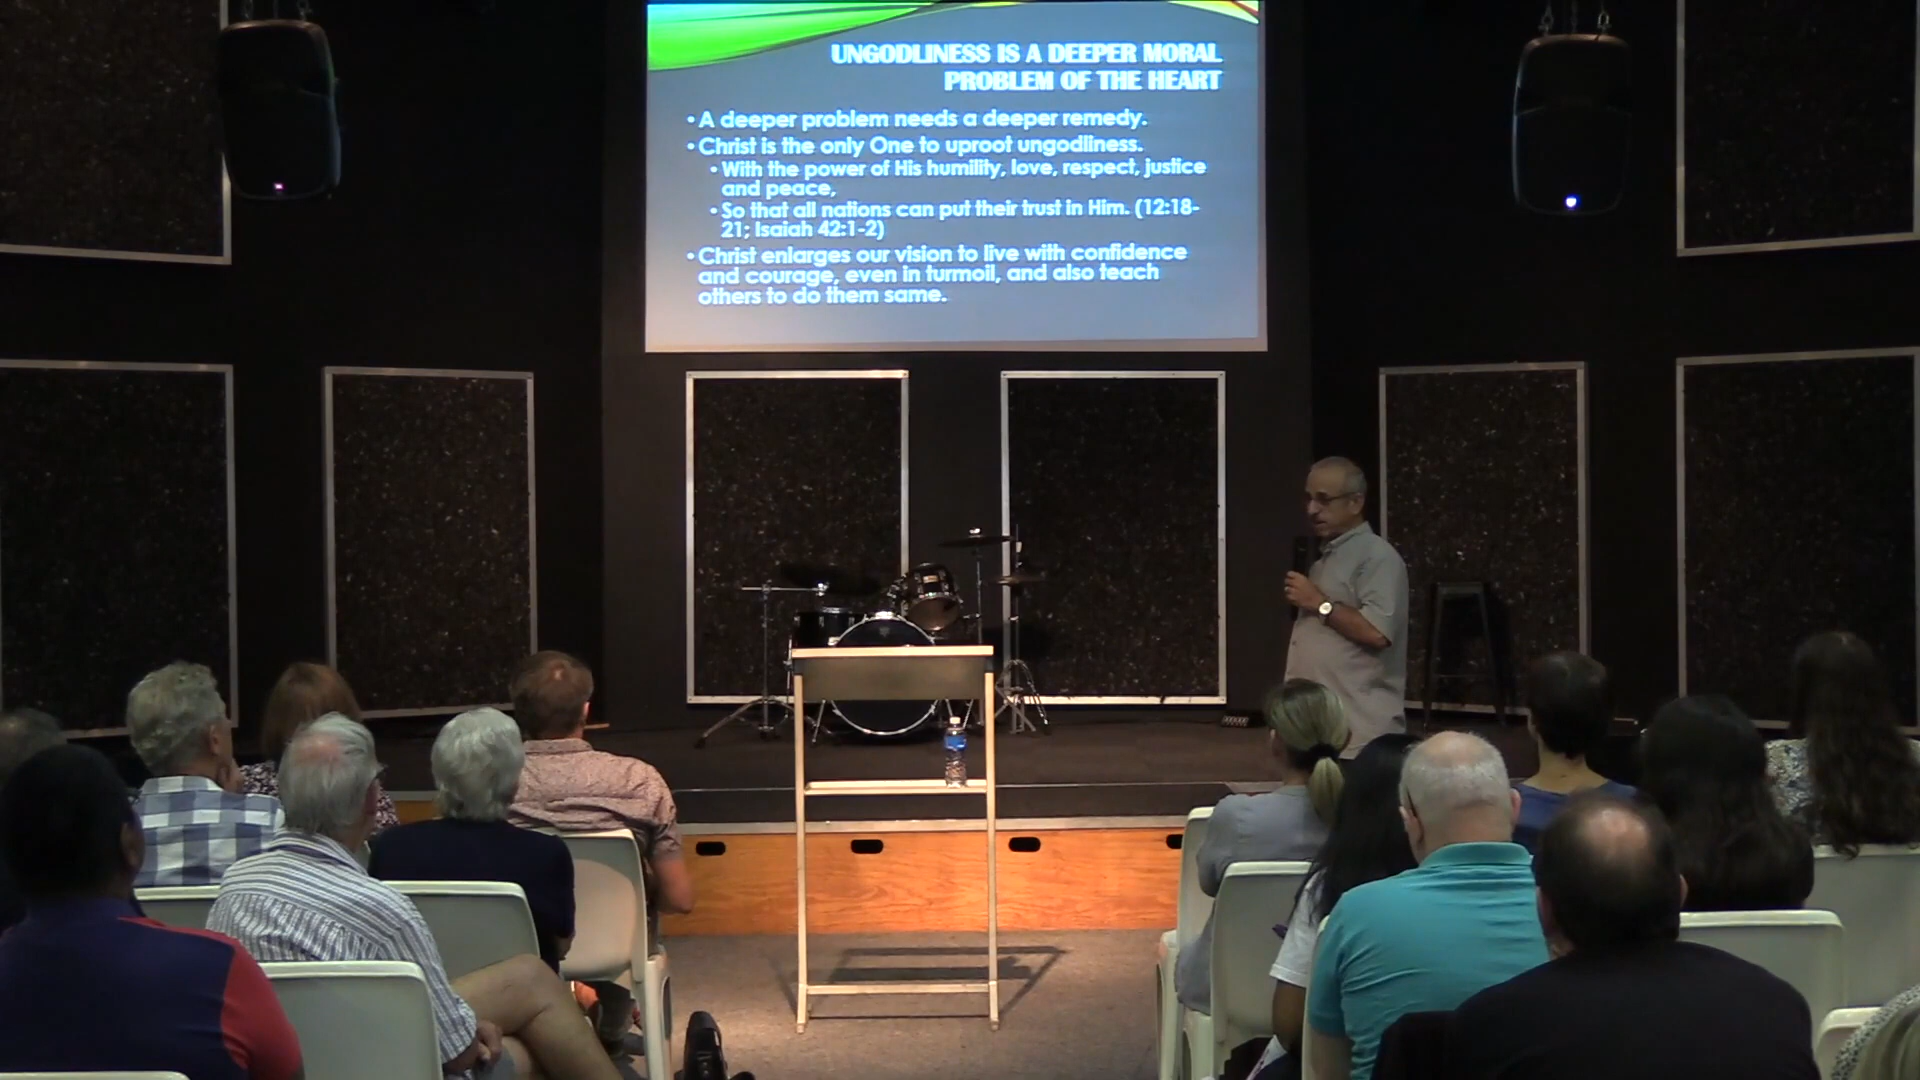 UNGODLINESS IS A DEEPER MORAL
PROBLEM OF THE HEART
• A deeper problem needs a deeper remedy.
• Christ is the only One to uproot ungodliness.
• With the power of His humility, love, respect, justice
and peace,
• So that all nations can put their trust in Him. (12:18-
21; Isaiah 42:1-2)
• Christ enlarges our vision to live with confidence
and courage, even in turmoil, and also teach
others to do them same.